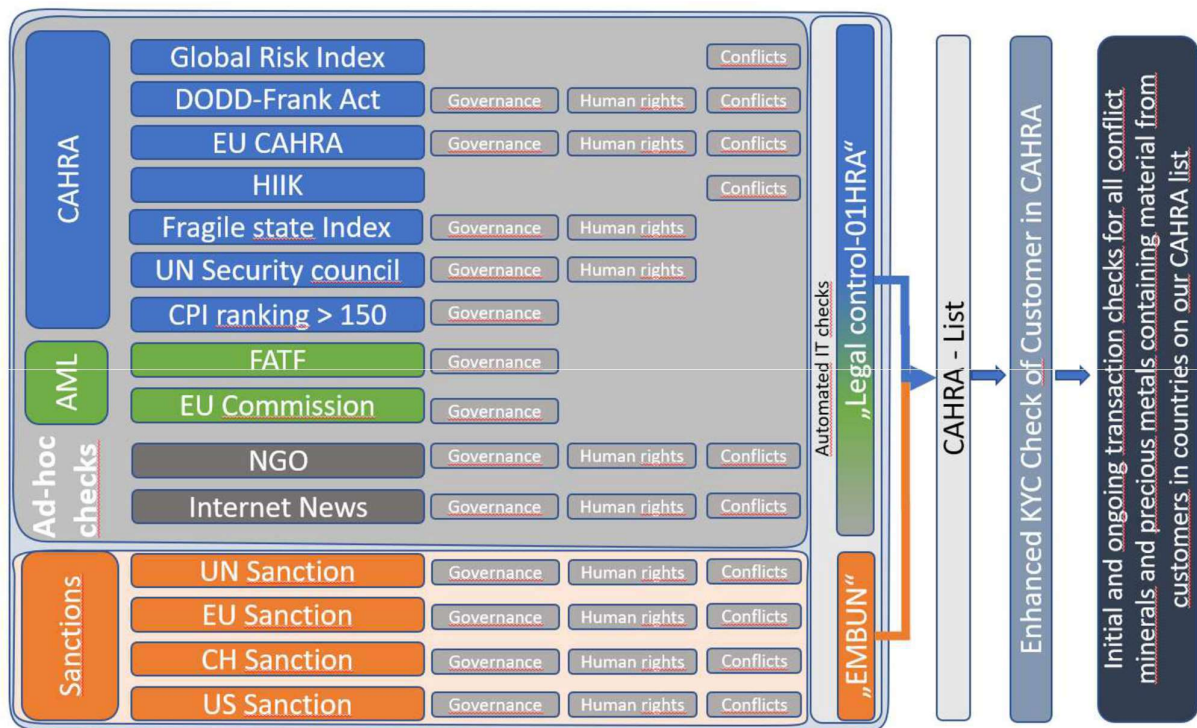 CAHRA
Global Risk Index
Conflicts
DODD-Frank Act
Governance
Human rights
Conflicts
EU CAHRA
Governance
Human rights
Conflicts
HIIK
Conflicts
Fragile state Index
Governance
Human rights
UN Security council
Governance
Human rights
CPI ranking > 150
Governance
AML
FATF
Governance
EU Commission
Governance
Ad-hoc
checks
NGO
Governance
Human rights
Conflicts
Internet News
Governance
Human rights
Conflicts
Sanctions
UN Sanction
Governance
Human rights
Conflicts
EU Sanction
Governance
Human rights
Conflicts
CH Sanction
Governance
Human rights
Conflicts
US Sanction
Governance
Human rights
Conflicts
Automated IT checks
„Legal control-01HRA“
„EMBUN“
CAHRA - List
Enhanced KYC Check of Customer in CAHRA
Initial and ongoing transaction checks for all conflict
minerals and precious metals containing material from
customers in countries on our CAHRA list